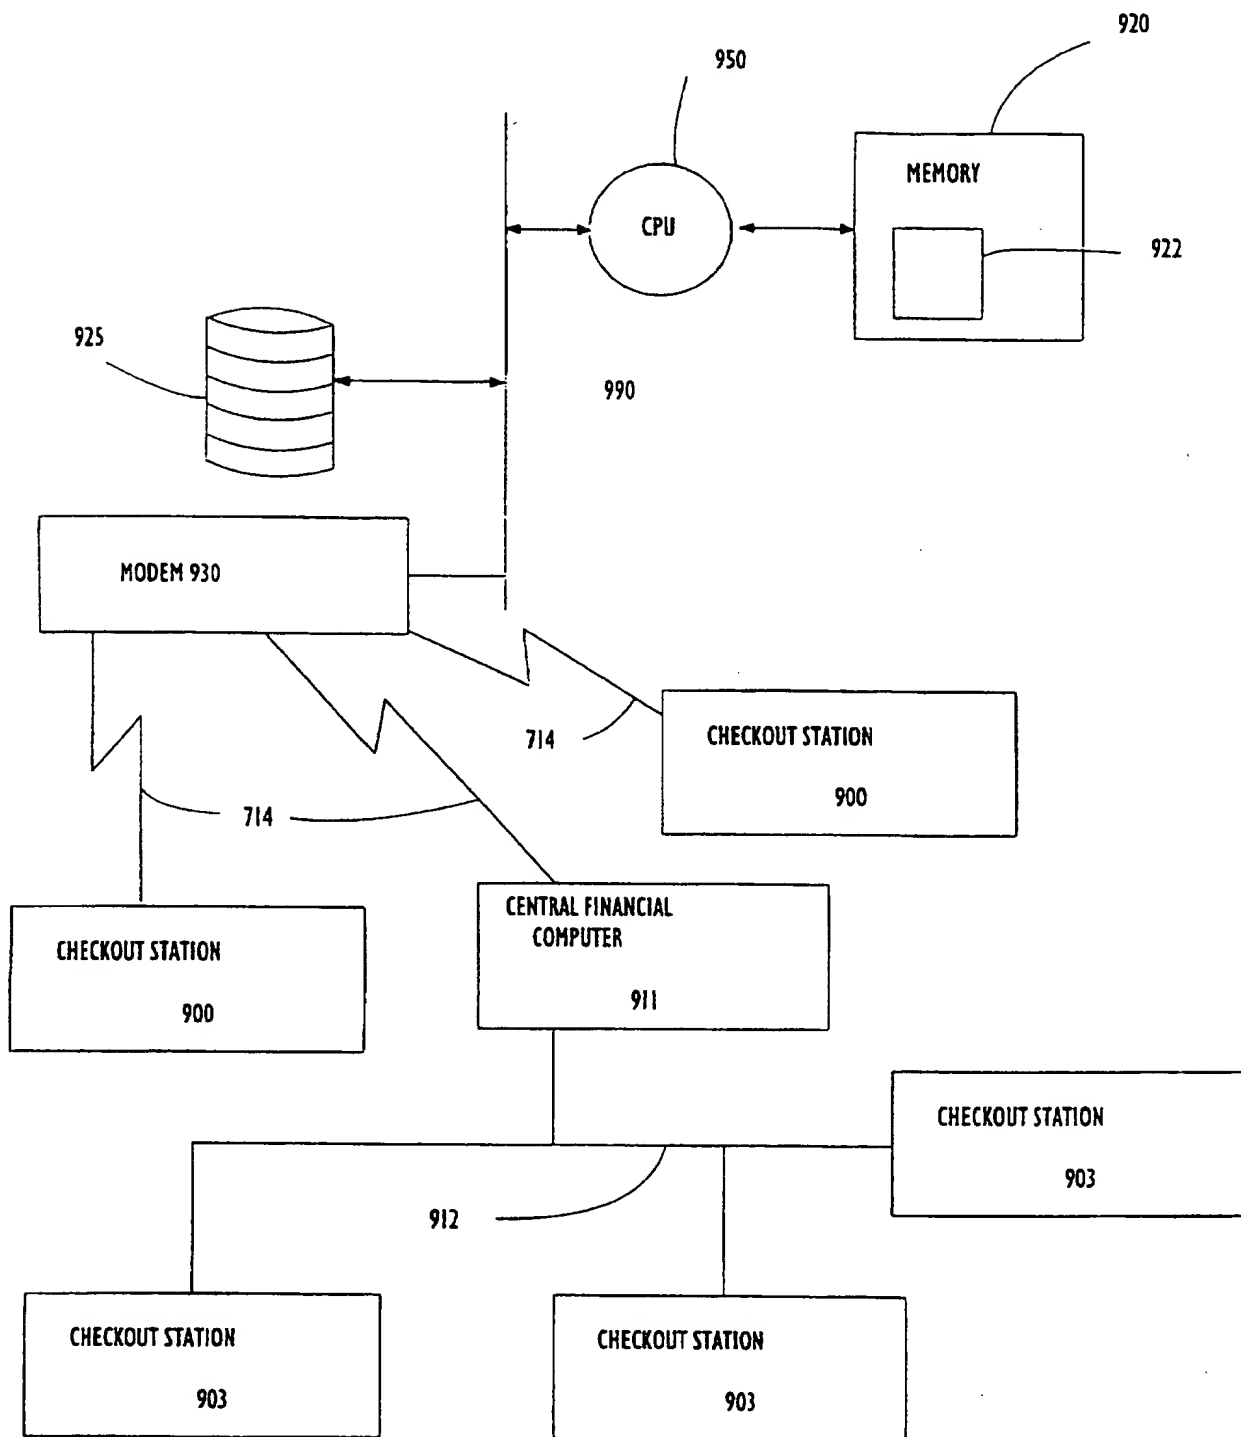 920
950
MEMORY
CPU
922
925
990
MODEM 930
714
CHECKOUT STATION
900
714
CENTRAL FINANCIAL
COMPUTER
911
CHECKOUT STATION
900
CHECKOUT STATION
903
912
CHECKOUT STATION
903
CHECKOUT STATION
903